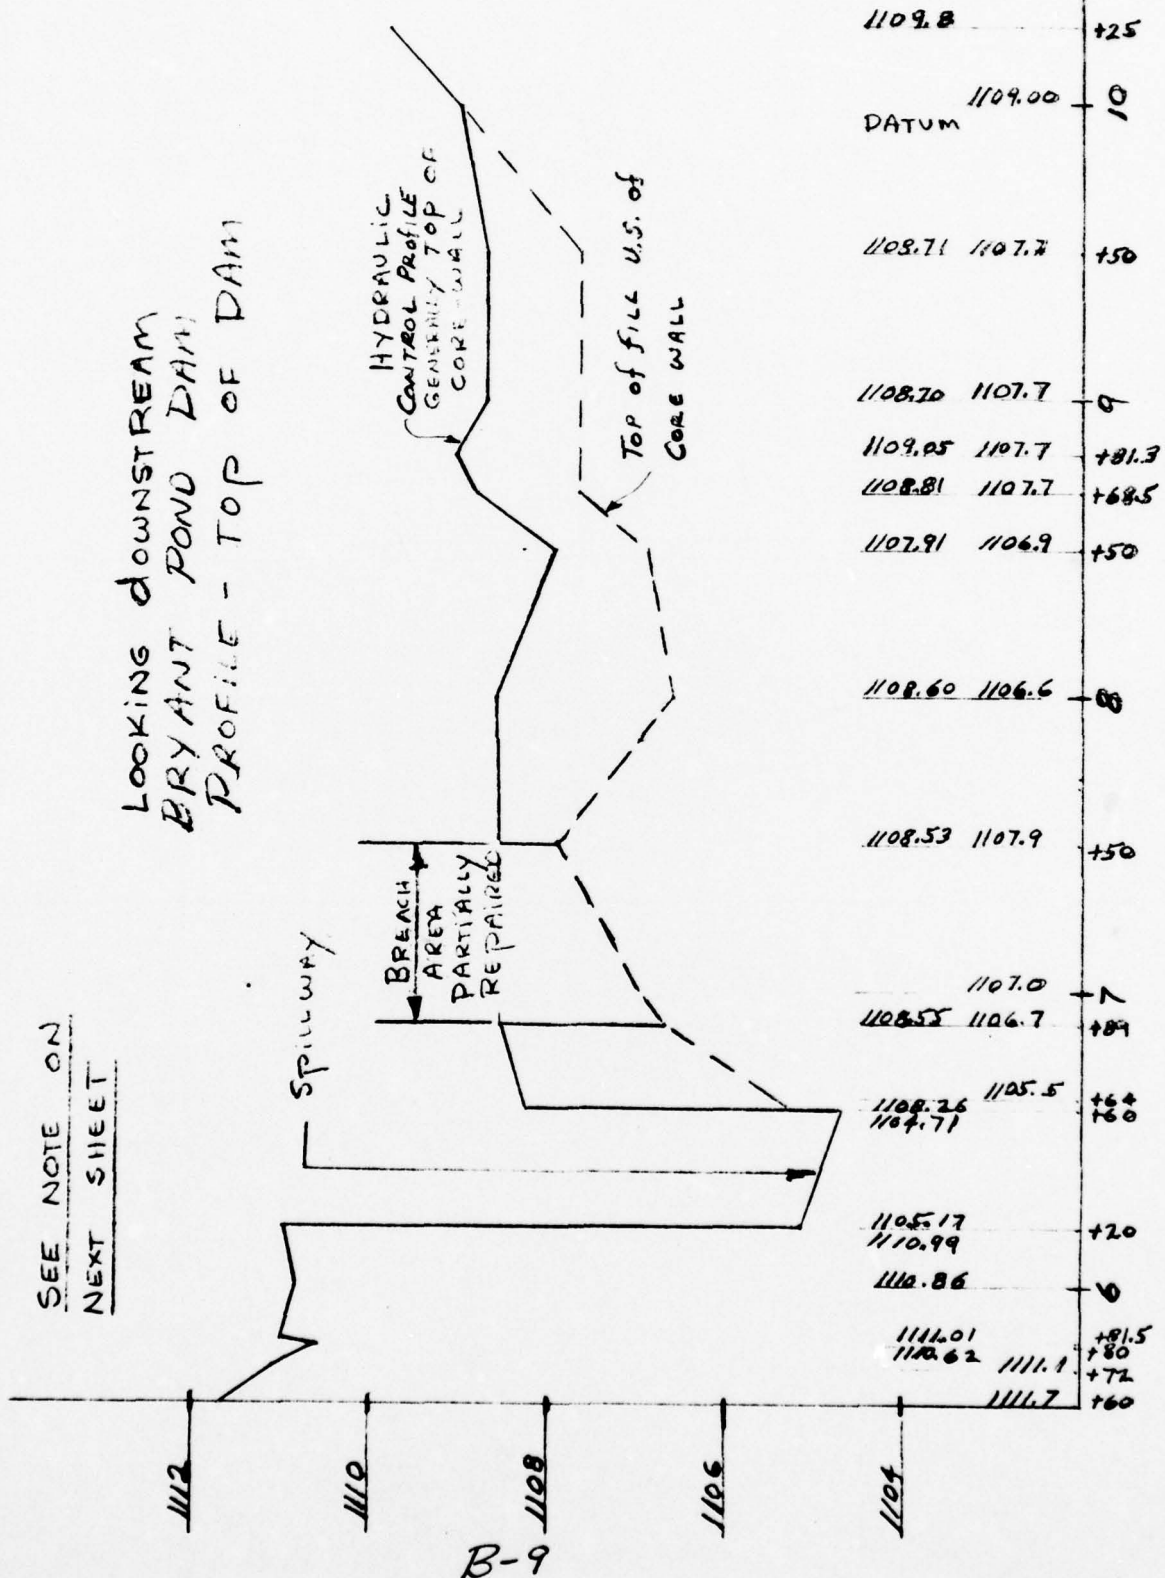 LOOKING downSTREAM
BRYANT POND DAM
PROFILE - TOP OF DAM
SEE NOTE ON
NEXT SHEET
HYDRAULIC
CONTROL PROFILE
GENERALLY TOP OF
CORE-WALL
TOP of FILL U.S. of
CORE WALL
BREACH
AREA
PARTIALLY
REPAIRED
SPILLWAY
1109.8 +25
1109.00 10
DATUM
1108.71 1107.7 +50
1108.70 1107.7 9
1109.05 1107.7 +81.3
1108.81 1107.7 +68.5
1107.91 1106.9 +50
1108.60 1106.6 8
1108.53 1107.9 +50
1107.0 7
1108.55 1106.7 +89
1105.5 +64
1108.26 +60
1104.71
1105.17 +20
1110.99
1110.86 6
1111.01 +81.5
1110.62 +80
1111.1 +72
1111.7 +60
1112 1110 1108 1106 1104
B-9